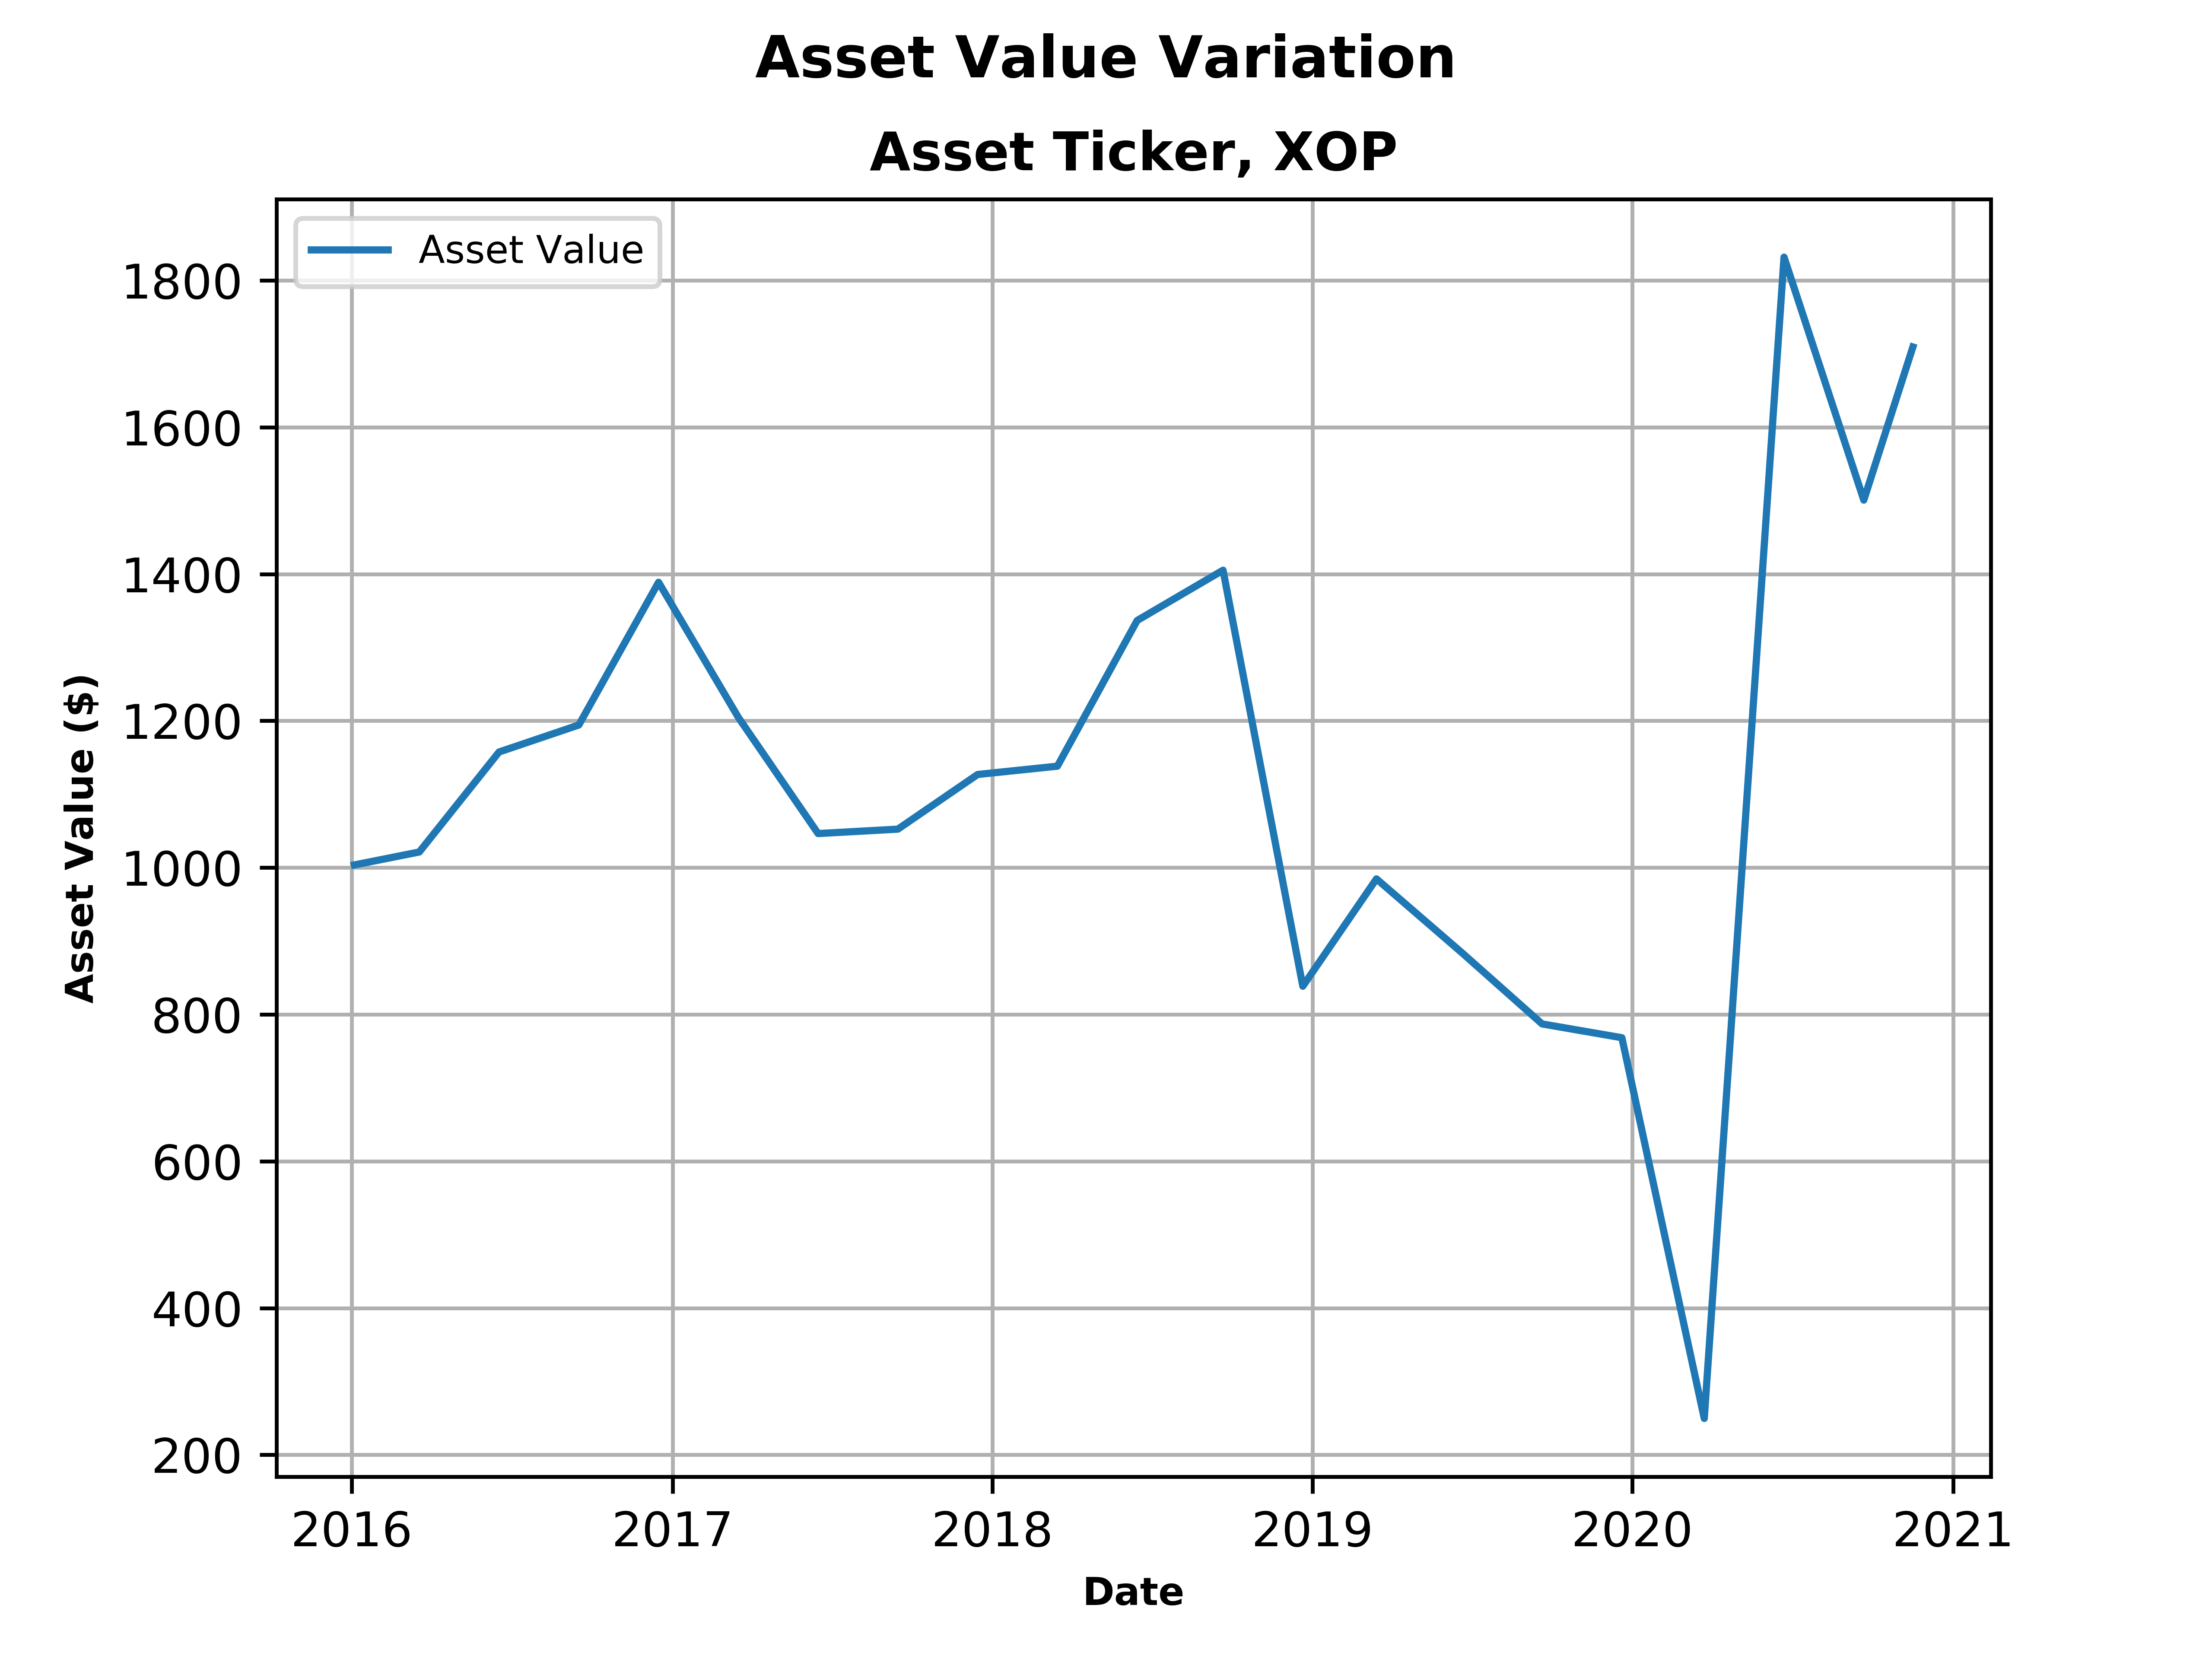 Asset Value Variation
Asset Ticker, XOP
Asset Value
1800
1600
1400
1200
1000
800
600
400
200
Asset Value ($)
2016 2017 2018 2019 2020 2021
Date